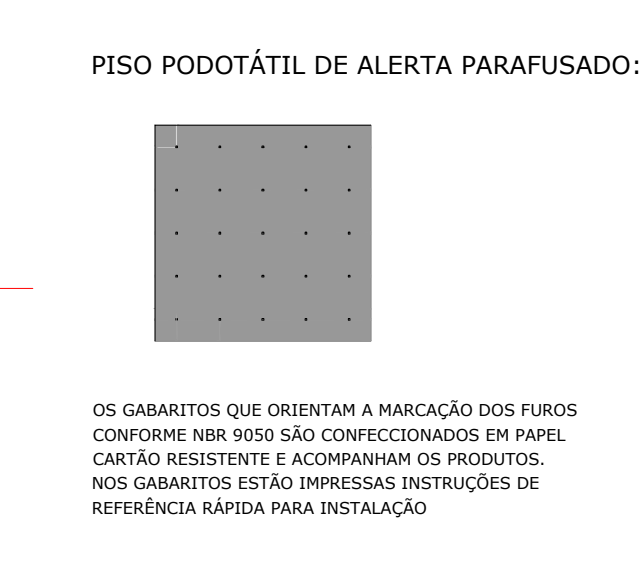 PISO PODOTÁTIL DE ALERTA PARAFUSADO:
OS GABARITOS QUE ORIENTAM A MARCAÇÃO DOS FUROS
CONFORME NBR 9050 SÃO CONFECCIONADOS EM PAPEL
CARTÃO RESISTENTE E ACOMPANHAM OS PRODUTOS.
NOS GABARITOS ESTÃO IMPRESSAS INSTRUÇÕES DE
REFERÊNCIA RÁPIDA PARA INSTALAÇÃO